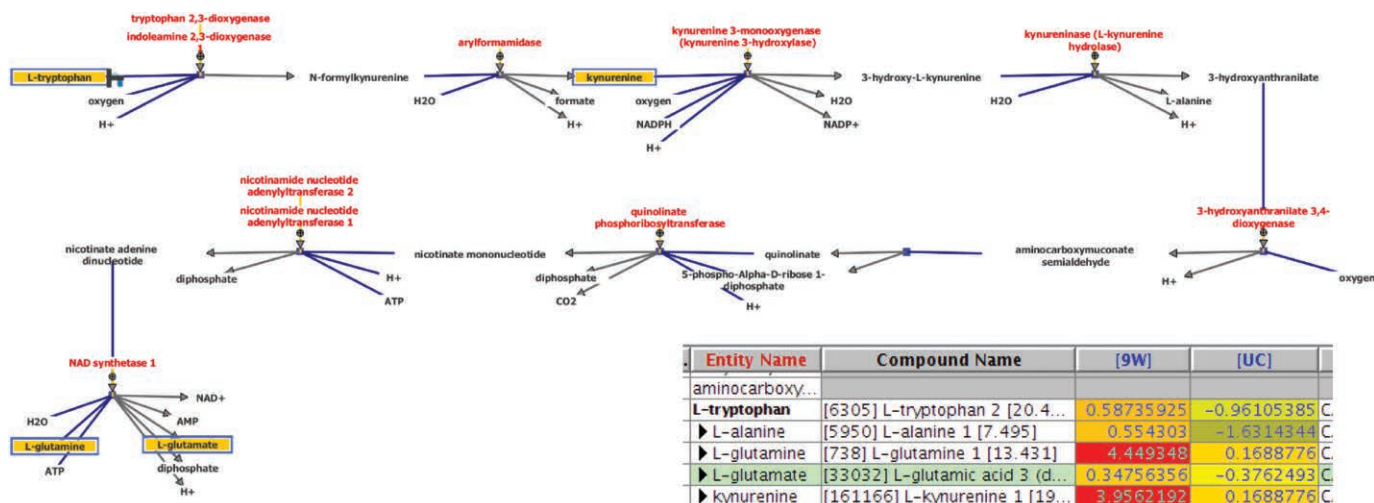 tryptophan 2,3-dioxygenase
indoleamine 2,3-dioxygenase
1
L-tryptophan
oxygen
H+
N-formylkynurenine
arylformamidase
H2O
formate
H+
kynurenine
kynurenine 3-monooxygenase
(kynurenine 3-hydroxylase)
oxygen
NADPH
H+
H2O
NADP+
3-hydroxy-L-kynurenine
kynureninase (L-kynurenine
hydrolase)
H2O
L-alanine
H+
3-hydroxyanthranilate
3-hydroxyanthranilate 3,4-
dioxygenase
oxygen
H+
aminocarboxymuconate
semialdehyde
quinolinate
quinolinate
phosphoribosyltransferase
5-phospho-Alpha-D-ribose 1-
diphosphate
H+
diphosphate
CO2
nicotinate mononucleotide
nicotinamide nucleotide
adenylyltransferase 2
nicotinamide nucleotide
adenylyltransferase 1
H+
ATP
diphosphate
nicotinate adenine
dinucleotide
NAD synthetase 1
H2O
L-glutamine
ATP
NAD+
AMP
L-glutamate
diphosphate
H+
. Entity Name Compound Name [9W] [UC]
aminocarboxy...
L-tryptophan [6305] L-tryptophan 2 [20.4... 0.58735925 -0.96105385 C.
L-alanine [5950] L-alanine 1 [7.495] 0.554303 -1.6314344 C.
L-glutamine [738] L-glutamine 1 [13.431] 4.449348 0.1688776 C.
L-glutamate [33032] L-glutamic acid 3 (d... 0.34756356 -0.3762493 C.
kynurenine [161166] L-kynurenine 1 [19... 3.9562192 0.1688776 C.